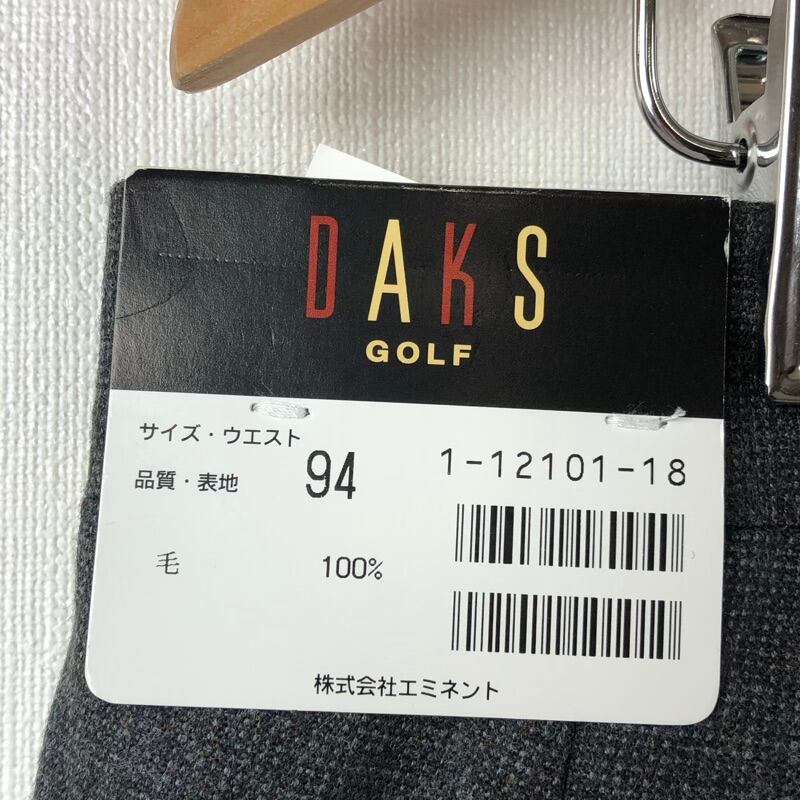 DAKS
GOLF
サイズ・ウエスト
94
1-12101-18
品質・表地
毛 100%
株式会社エミネント